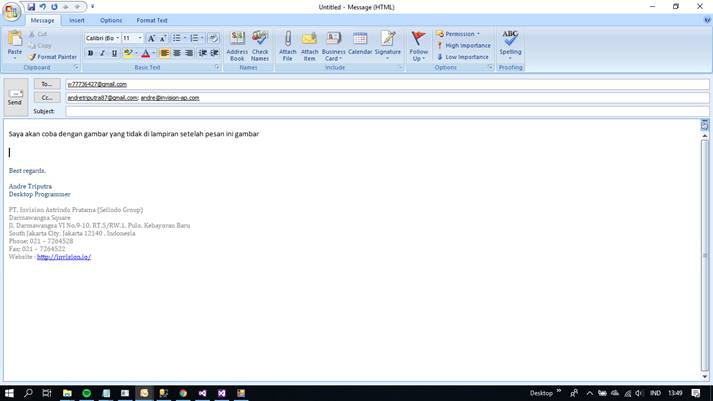 Untitled - Message (HTML)
Message Insert Options Format Text
Cut
Copy
Format Painter
Paste
Clipboard
Calibri (Bo 11
B I U
Basic Text
Address Book
Check Names
Names
Attach File
Attach Item
Business Card
Calendar
Signature
Include
Follow Up
Permission
High Importance
Low Importance
Options
ABC
Spelling
Proofing
Send
To... w77736427@gmail.com
Cc... andretriputra87@gmail.com; andre@invision-ap.com
Subject:
Saya akan coba dengan gambar yang tidak di lampiran setelah pesan ini gambar
Best regards,
Andre Triputra
Desktop Programmer
PT. Invision Astrindo Pratama (Selindo Group)
Darmawangsa Square
Jl. Darmawangsa VI No.9-10, RT.5/RW.1, Pulo, Kebayoran Baru
South Jakarta City, Jakarta 12140 , Indonesia
Phone: 021 – 7264528
Fax: 021 – 7264522
Website : http://invision.io/
Desktop
IND
13:49